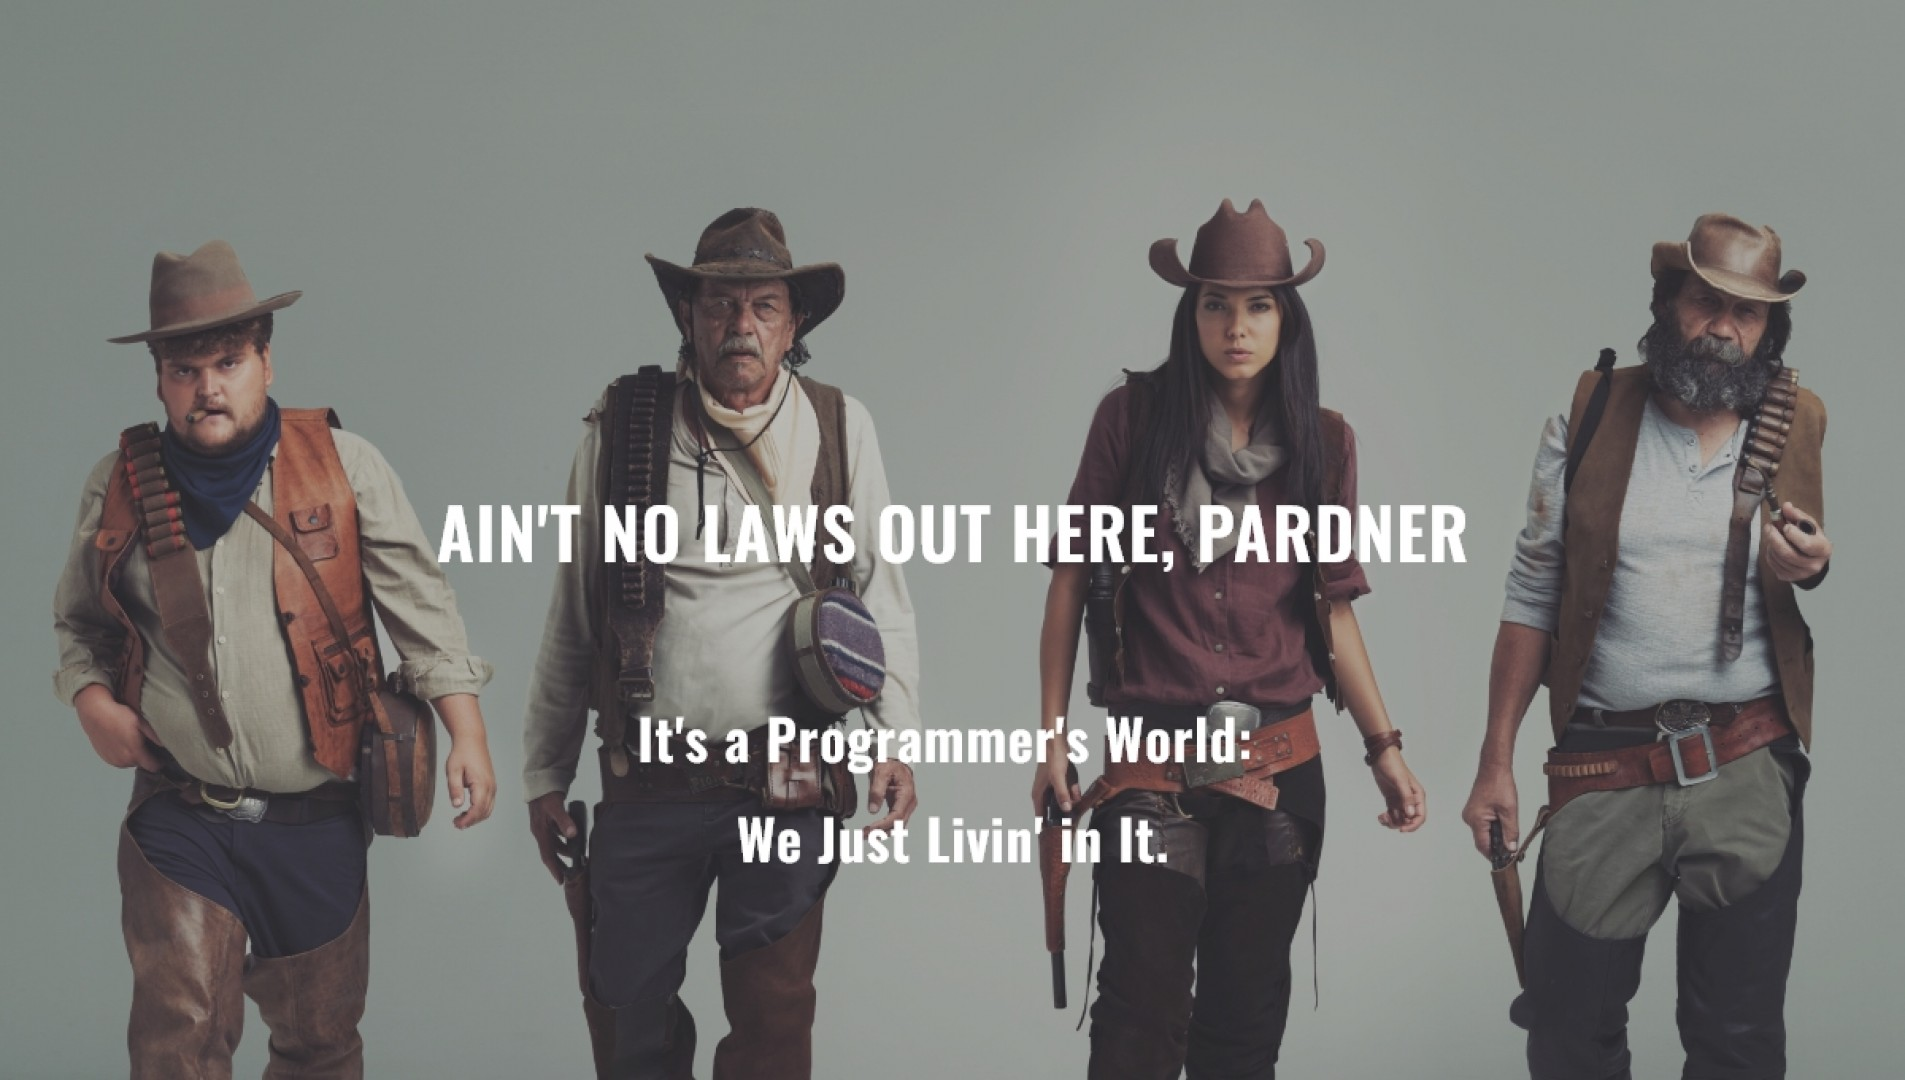 AIN'T NO LAWS OUT HERE, PARDNER
It's a Programmer's World:
We Just Livin' in It.